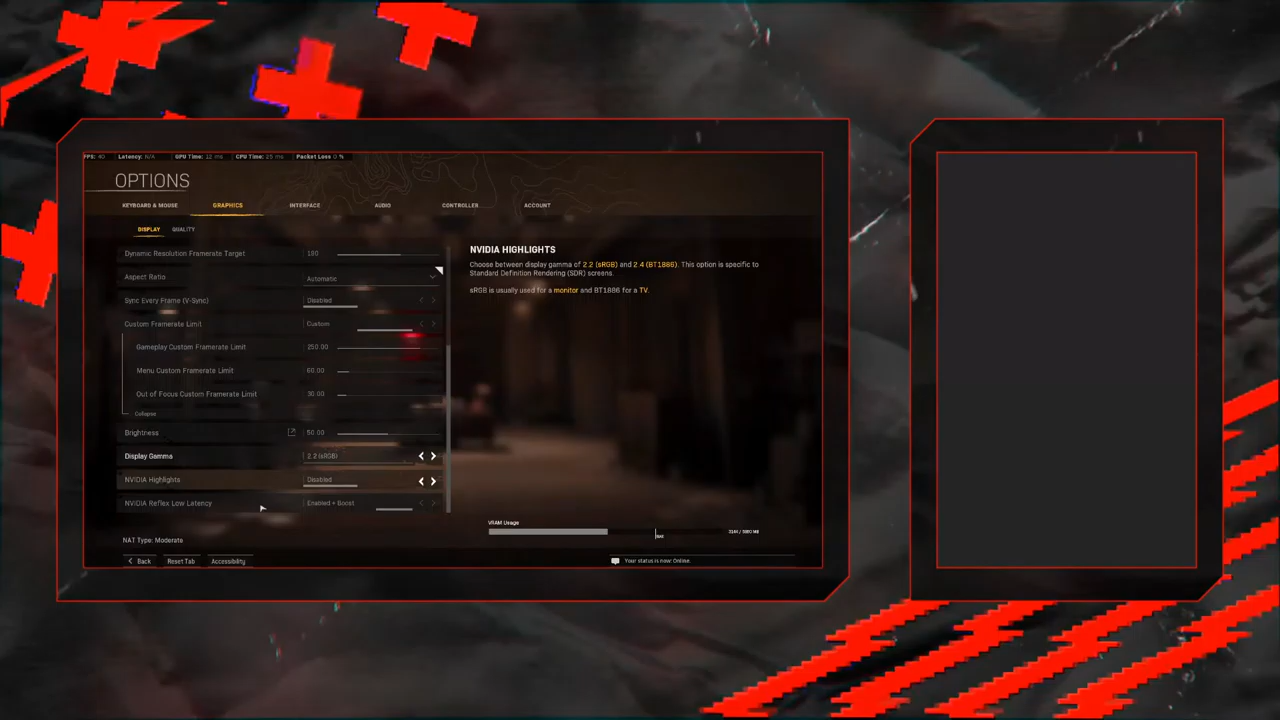 FPS: 40 Latency: N/A GPU Time: 12 ms CPU Time: 25 ms Packet Loss 0 %
OPTIONS
KEYBOARD & MOUSE GRAPHICS INTERFACE AUDIO CONTROLLER ACCOUNT
DISPLAY QUALITY
Dynamic Resolution Framerate Target 180
Aspect Ratio Automatic
Sync Every Frame (V-Sync) Disabled
Custom Framerate Limit Custom
Gameplay Custom Framerate Limit 250.00
Menu Custom Framerate Limit 60.00
Out of Focus Custom Framerate Limit 30.00
Collapse
Brightness 50.00
Display Gamma 2.2 (sRGB)
NVIDIA Highlights Disabled
NVIDIA Reflex Low Latency Enabled + Boost
NVIDIA HIGHLIGHTS
Choose between display gamma of 2.2 (sRGB) and 2.4 (BT1886). This option is specific to
Standard Definition Rendering (SDR) screens.
sRGB is usually used for a monitor and BT1886 for a TV.
VRAM Usage
NAT Type: Moderate
Back Reset Tab Accessibility
Your status is now: Online.